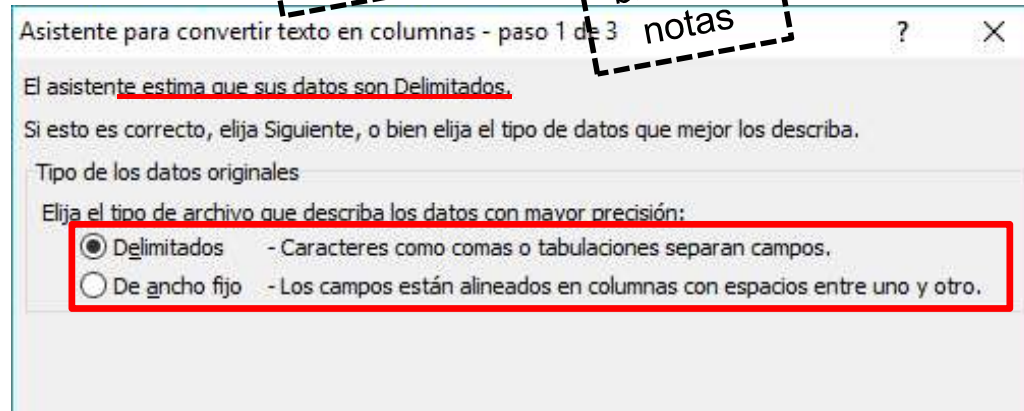 notas
Asistente para convertir texto en columnas - paso 1 de 3 ? X
El asistente estima que sus datos son Delimitados.
Si esto es correcto, elija Siguiente, o bien elija el tipo de datos que mejor los describa.
Tipo de los datos originales
Elija el tipo de archivo que describa los datos con mayor precisión:
Delimitados - Caracteres como comas o tabulaciones separan campos.
De ancho fijo - Los campos están alineados en columnas con espacios entre uno y otro.